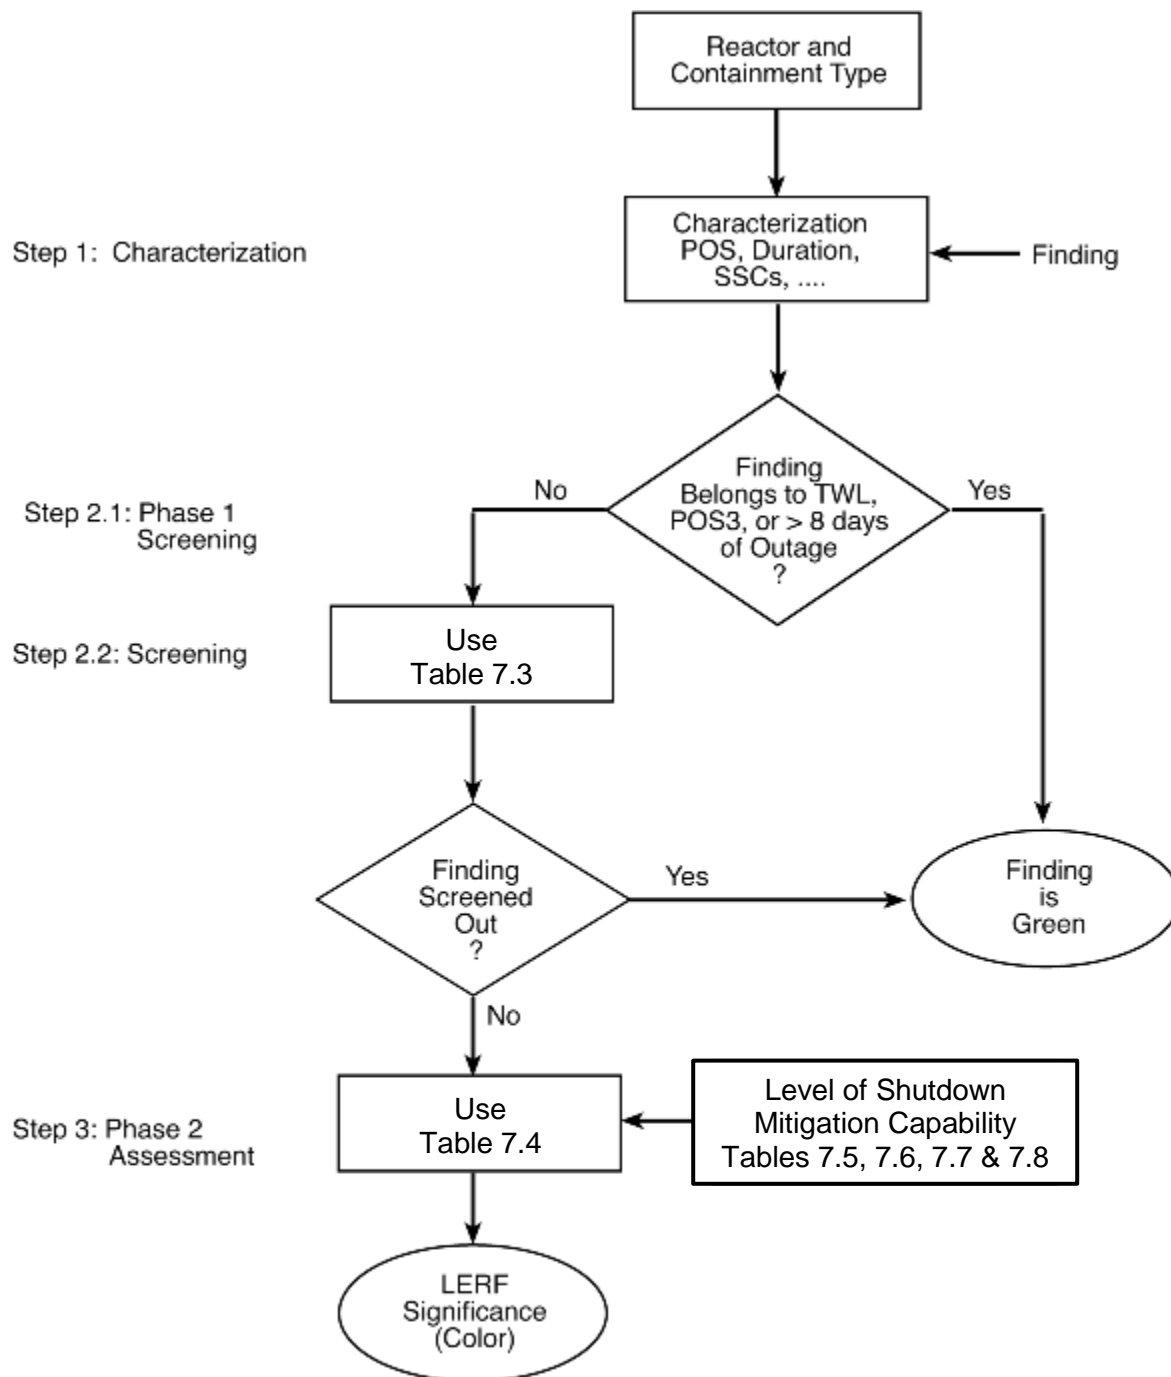 Reactor and
Containment Type
Step 1: Characterization
Characterization
POS, Duration,
SSCs, ....
Finding
No
Finding
Belongs to TWL,
POS3, or > 8 days
of Outage
?
Yes
Step 2.1: Phase 1
Screening
Step 2.2: Screening
Use
Table 7.3
Finding
Screened
Out
?
Yes
Finding
is
Green
No
Step 3: Phase 2
Assessment
Use
Table 7.4
Level of Shutdown
Mitigation Capability
Tables 7.5, 7.6, 7.7 & 7.8
LERF
Significance
(Color)